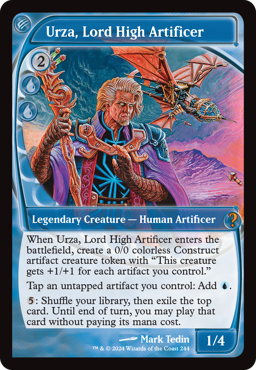 Urza, Lord High Artificer
2
Legendary Creature — Human Artificer
When Urza, Lord High Artificer enters the
battlefield, create a 0/0 colorless Construct
artifact creature token with “This creature
gets +1/+1 for each artifact you control.”
Tap an untapped artifact you control: Add .
5: Shuffle your library, then exile the top
card. Until end of turn, you may play that
card without paying its mana cost.
Mark Tedin
™ & © 2024 Wizards of the Coast 244
1/4